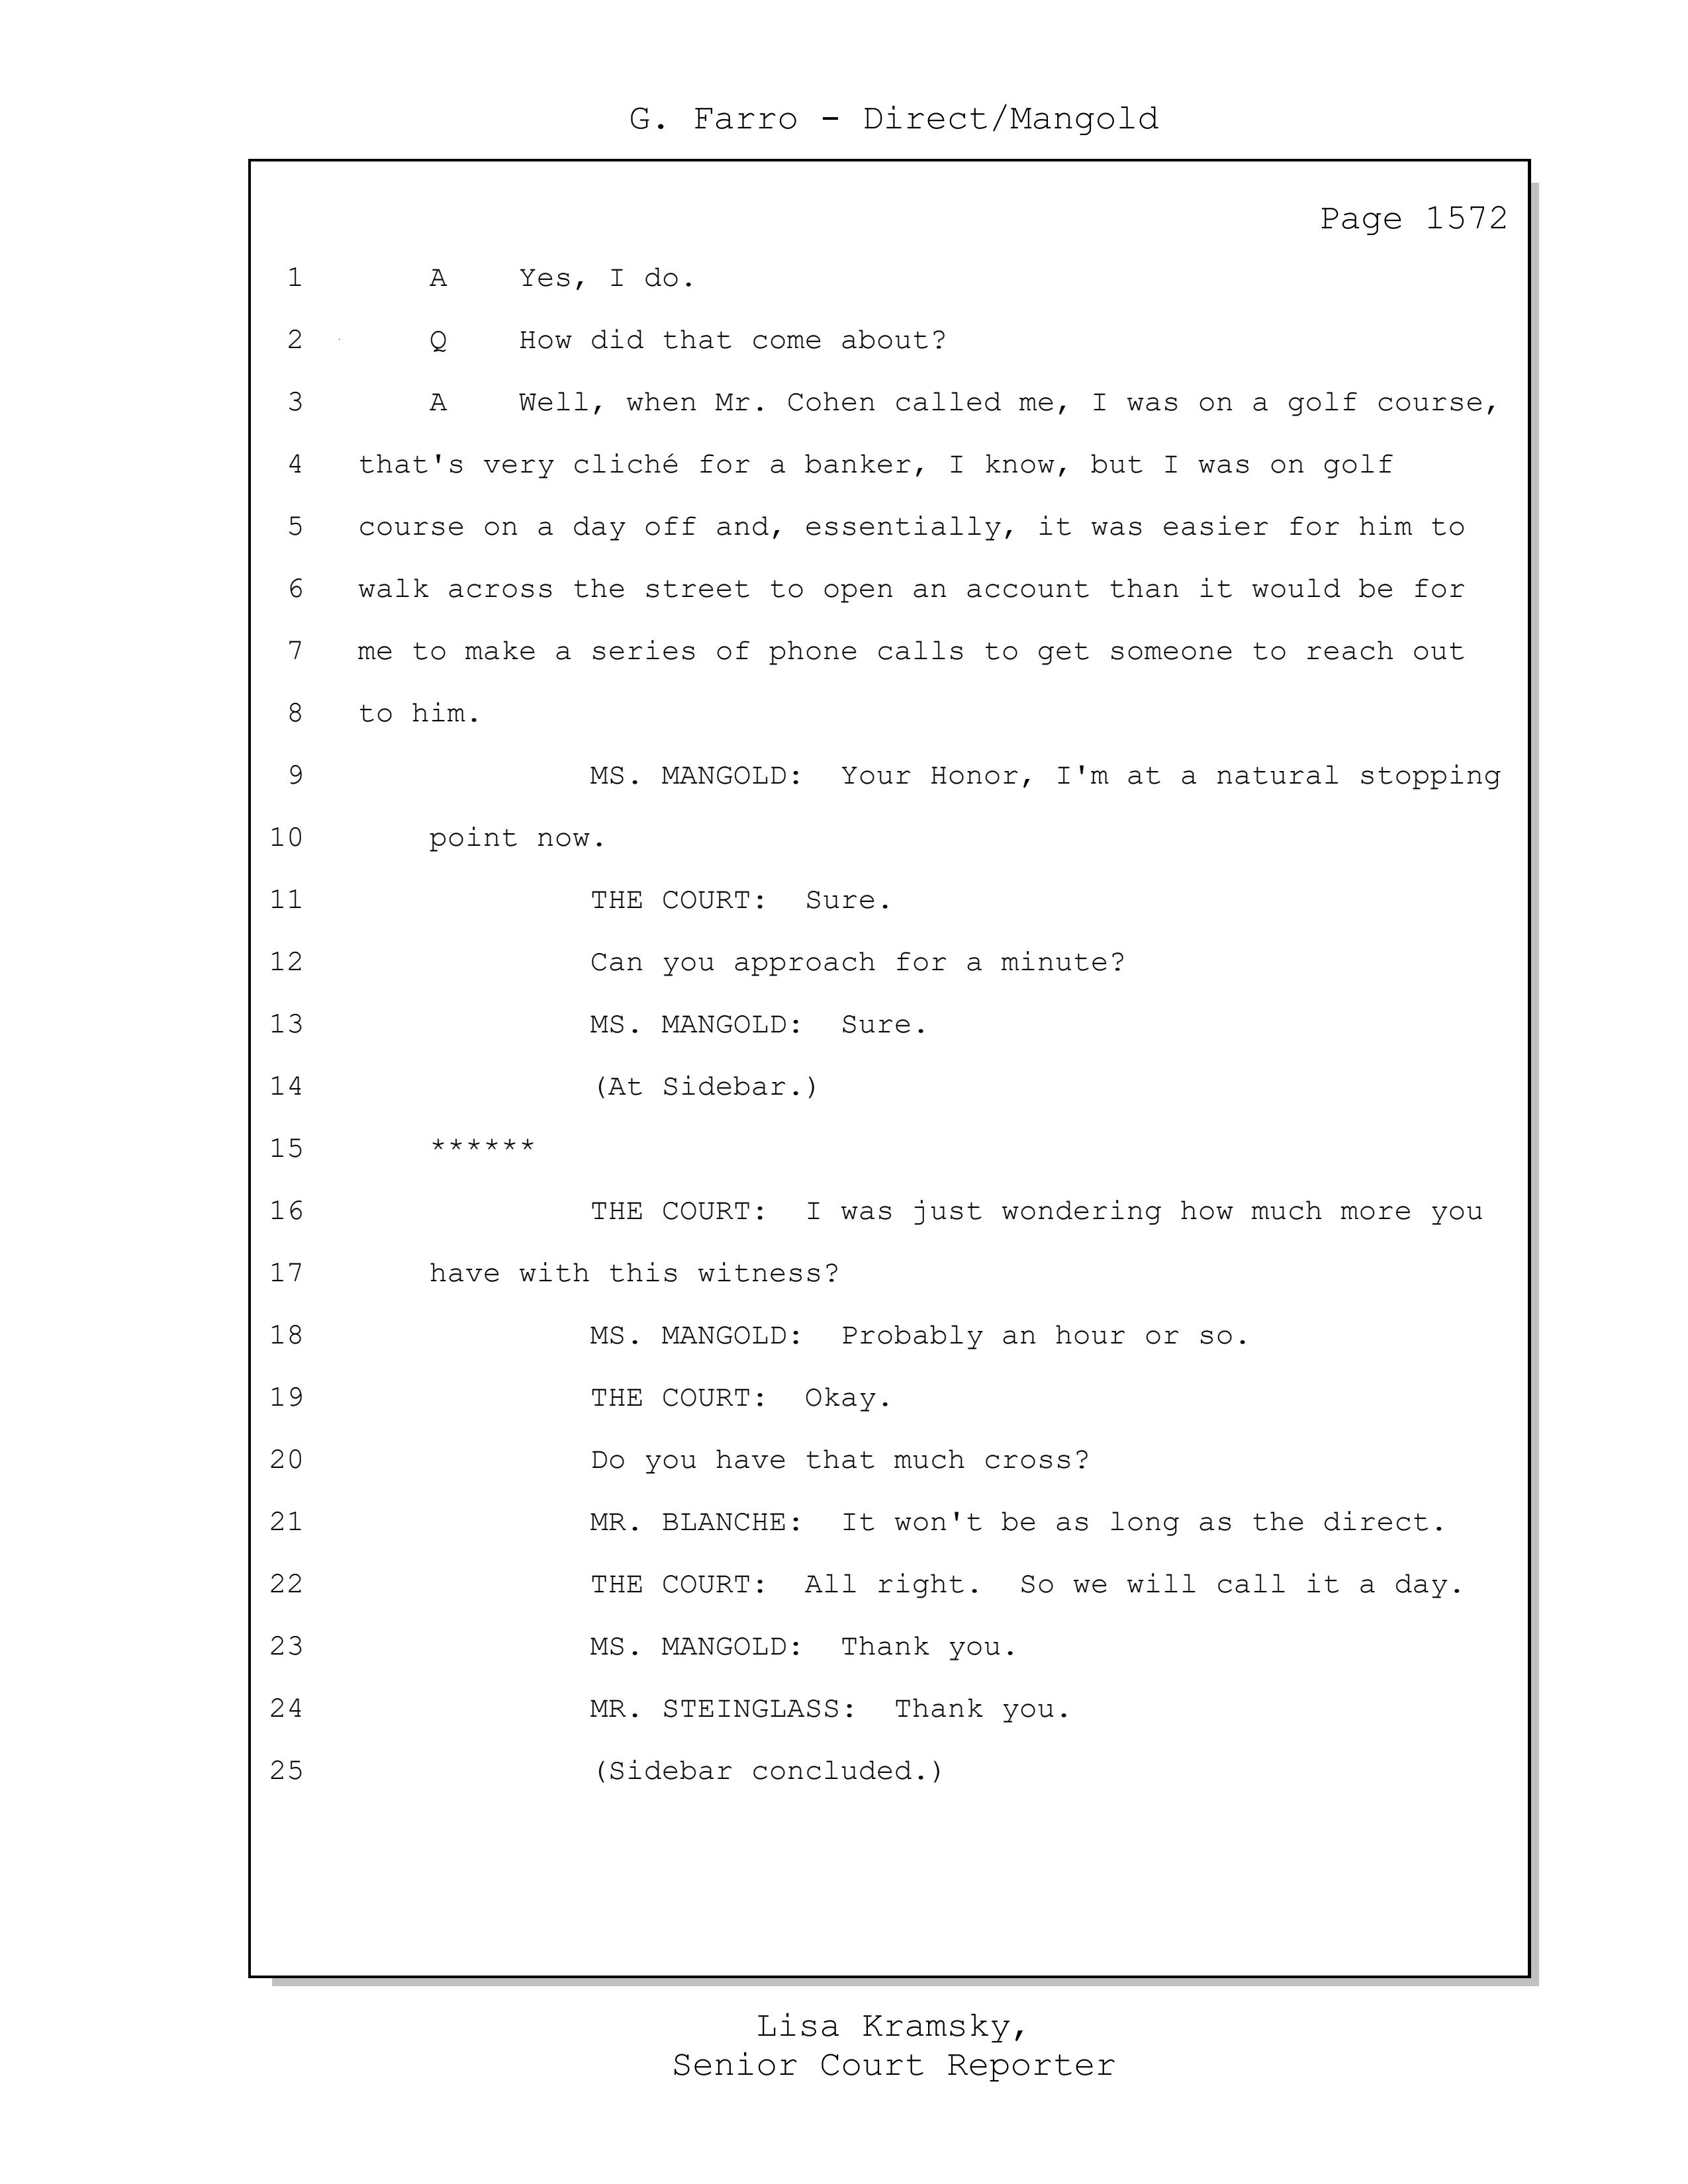 G. Farro - Direct/Mangold
Page 1572
1 A Yes, I do.
2 Q How did that come about?
3 A Well, when Mr. Cohen called me, I was on a golf course,
4 that's very cliché for a banker, I know, but I was on golf
5 course on a day off and, essentially, it was easier for him to
6 walk across the street to open an account than it would be for
7 me to make a series of phone calls to get someone to reach out
8 to him.
9 MS. MANGOLD: Your Honor, I'm at a natural stopping
10 point now.
11 THE COURT: Sure.
12 Can you approach for a minute?
13 MS. MANGOLD: Sure.
14 (At Sidebar.)
15 ******
16 THE COURT: I was just wondering how much more you
17 have with this witness?
18 MS. MANGOLD: Probably an hour or so.
19 THE COURT: Okay.
20 Do you have that much cross?
21 MR. BLANCHE: It won't be as long as the direct.
22 THE COURT: All right. So we will call it a day.
23 MS. MANGOLD: Thank you.
24 MR. STEINGLASS: Thank you.
25 (Sidebar concluded.)
Lisa Kramsky,
Senior Court Reporter